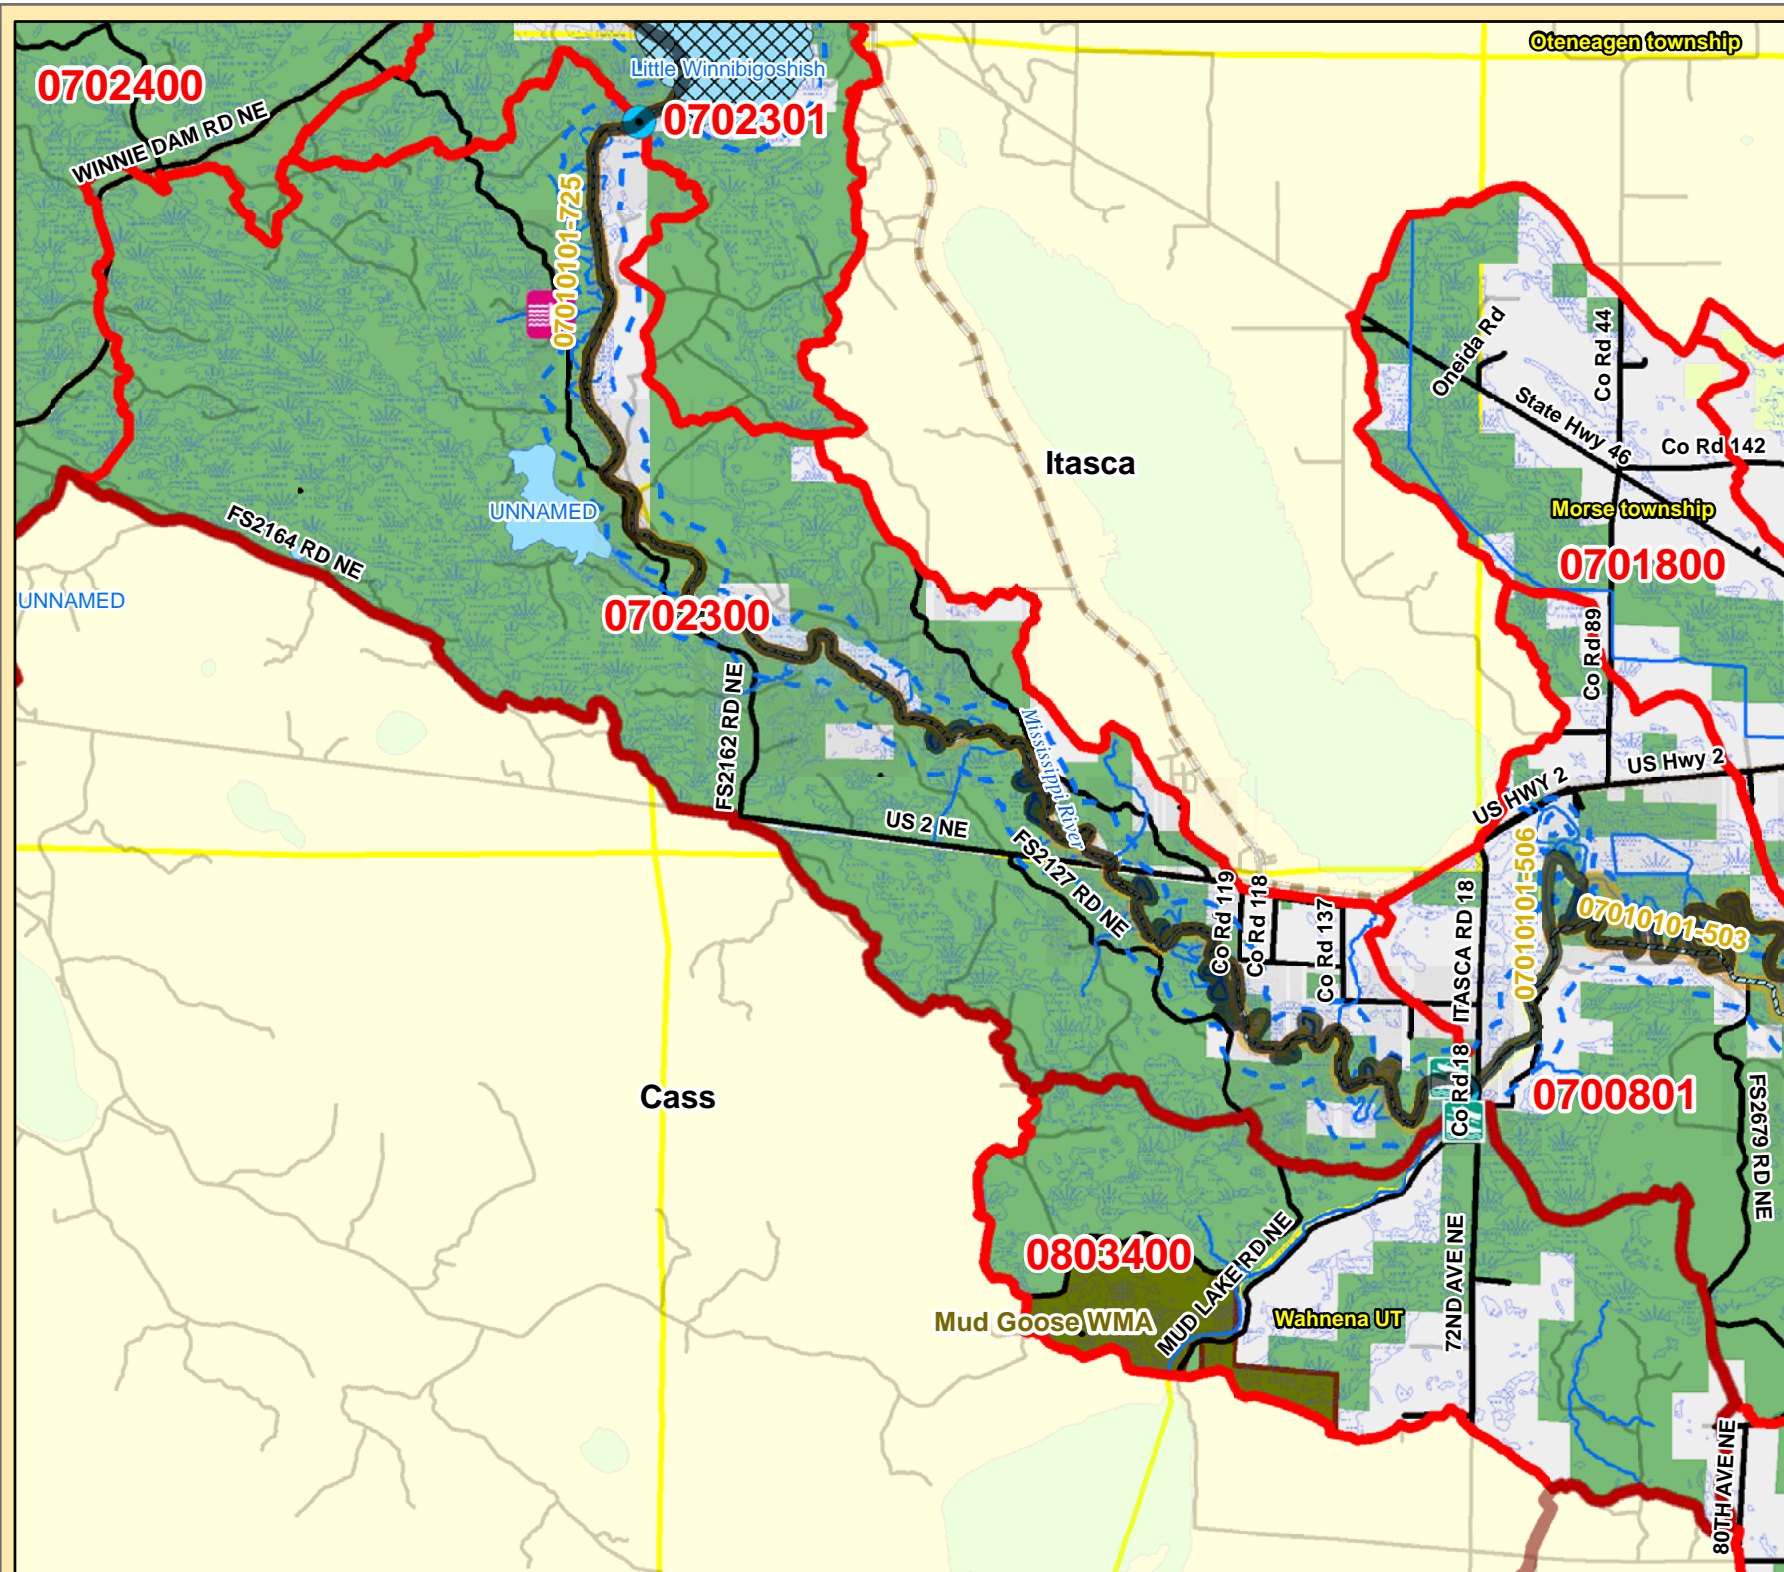 Oteneagen township
Little Winnibigoshish
0702400
0702301
WINNIE DAM RD NE
07010101-725
Oneida Rd
Co Rd 44
State Hwy 46
Co Rd 142
Itasca
UNNAMED
Morse township
FS2164 RD NE
0701800
UNNAMED
0702300
Co Rd 89
FS2162 RD NE
Mississippi River
US Hwy 2
US HWY 2
US 2 NE
FS2127 RD NE
07010101-506
Co Rd 119
Co Rd 118
Co Rd 137
ITASCA RD 18
07010101-503
Cass
Co Rd 18
0700801
FS2679 RD NE
0803400
MUD LAKE RD NE
Mud Goose WMA
Wahnena UT
72ND AVE NE
80TH AVE NE